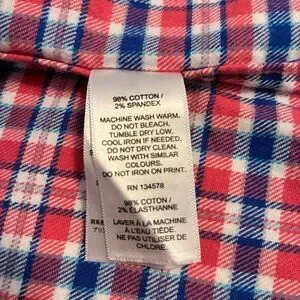 98% COTTON /
2% SPANDEX
MACHINE WASH WARM.
DO NOT BLEACH,
TUMBLE DRY LOW.
COOL IRON IF NEEDED.
DO NOT DRY CLEAN.
WASH WITH SIMILAR
COLOURS.
DO NOT IRON ON PRINT.
RN 134578
98% COTON /
2% ELASTHANNE
LAVER À LA MACHINE
À L'EAU TIÈDE.
NE PAS UTILISER DE
CHLORE.